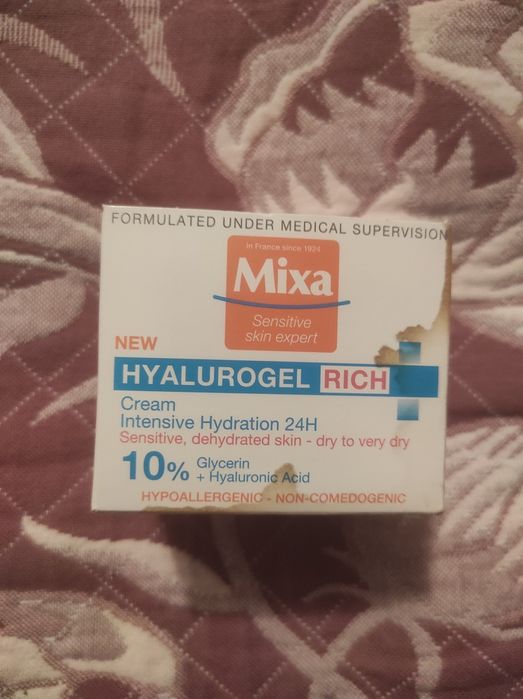 FORMULATED UNDER MEDICAL SUPERVISION
In France since 1924
Mixa
Sensitive
skin expert
NEW
HYALUROGEL RICH
Cream
Intensive Hydration 24H
Sensitive, dehydrated skin - dry to very dry
10% Glycerin
+ Hyaluronic Acid
HYPOALLERGENIC - NON-COMEDOGENIC